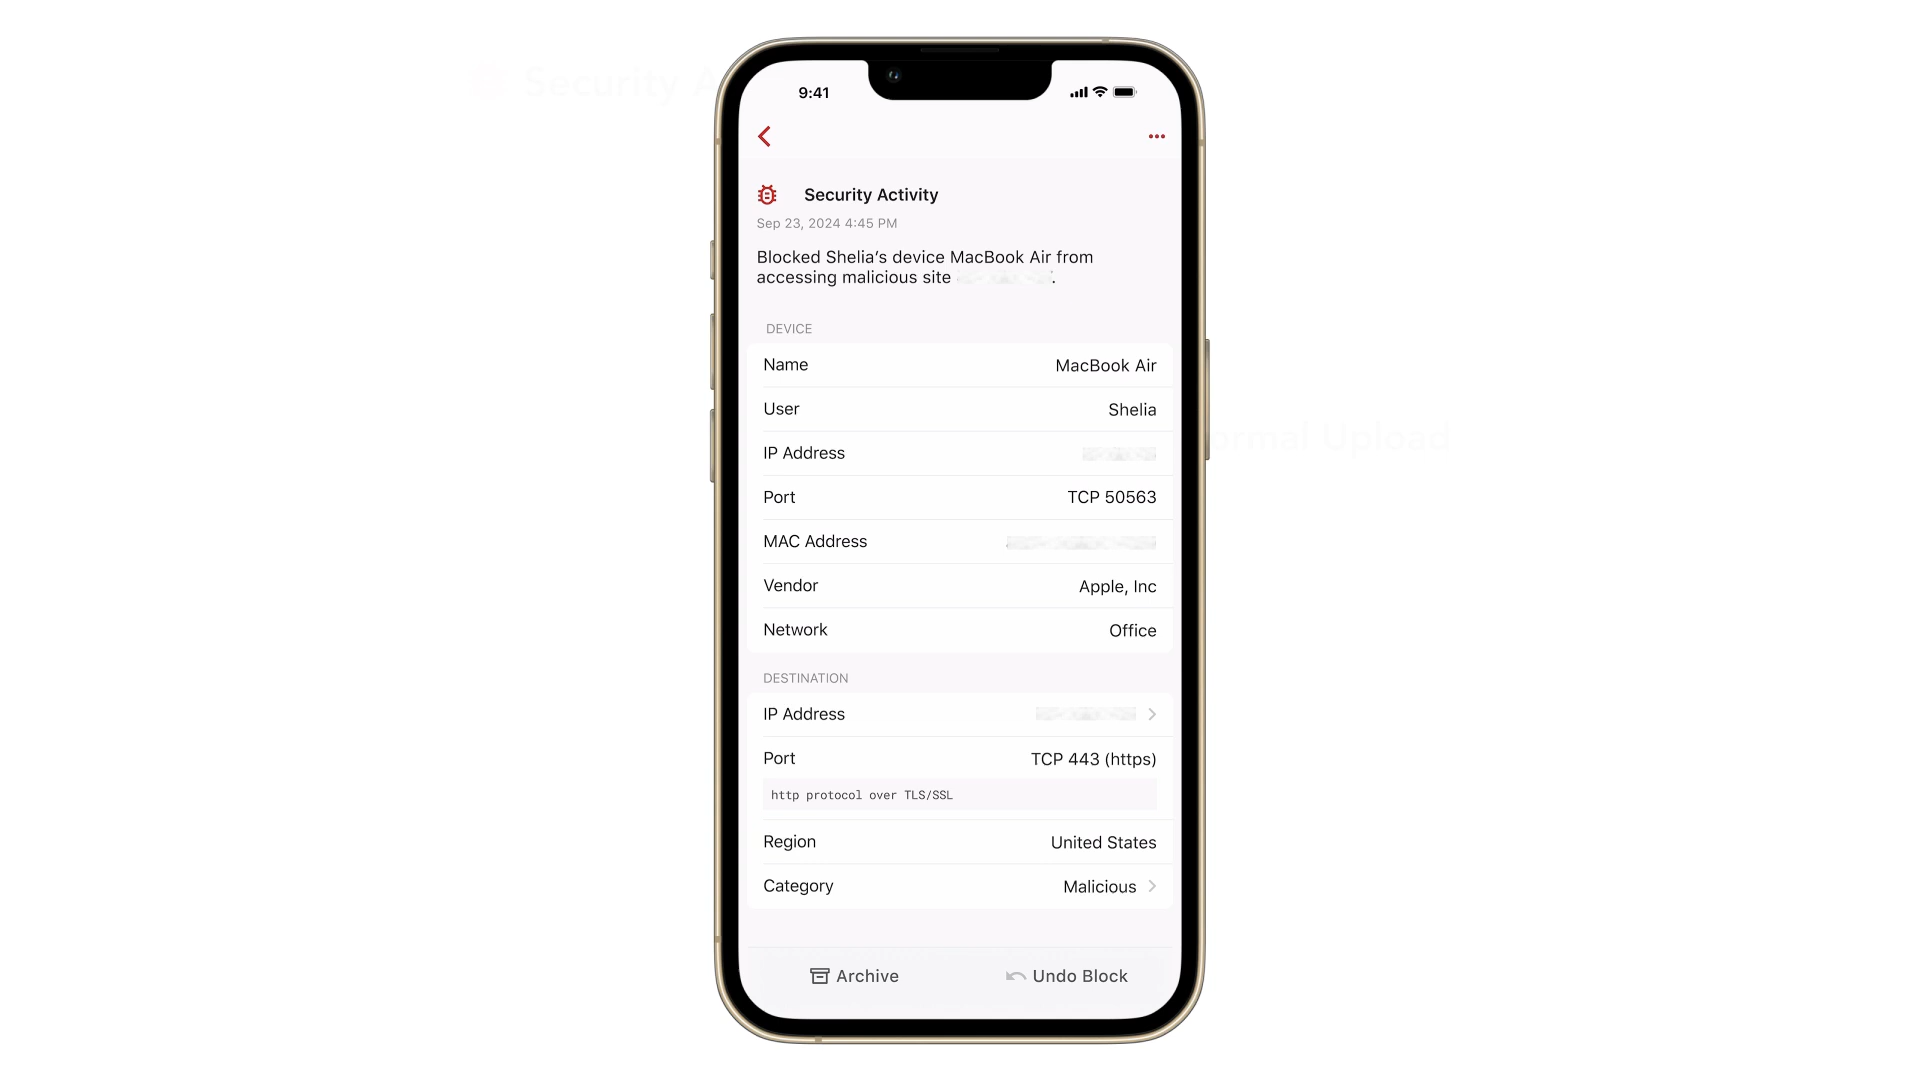 9:41
Security Activity
Sep 23, 2024 4:45 PM
Blocked Shelia’s device MacBook Air from
accessing malicious site .
DEVICE
Name MacBook Air
User Shelia
IP Address
Port TCP 50563
MAC Address
Vendor Apple, Inc
Network Office
DESTINATION
IP Address
Port TCP 443 (https)
http protocol over TLS/SSL
Region United States
Category Malicious
Archive Undo Block
Security
Upload